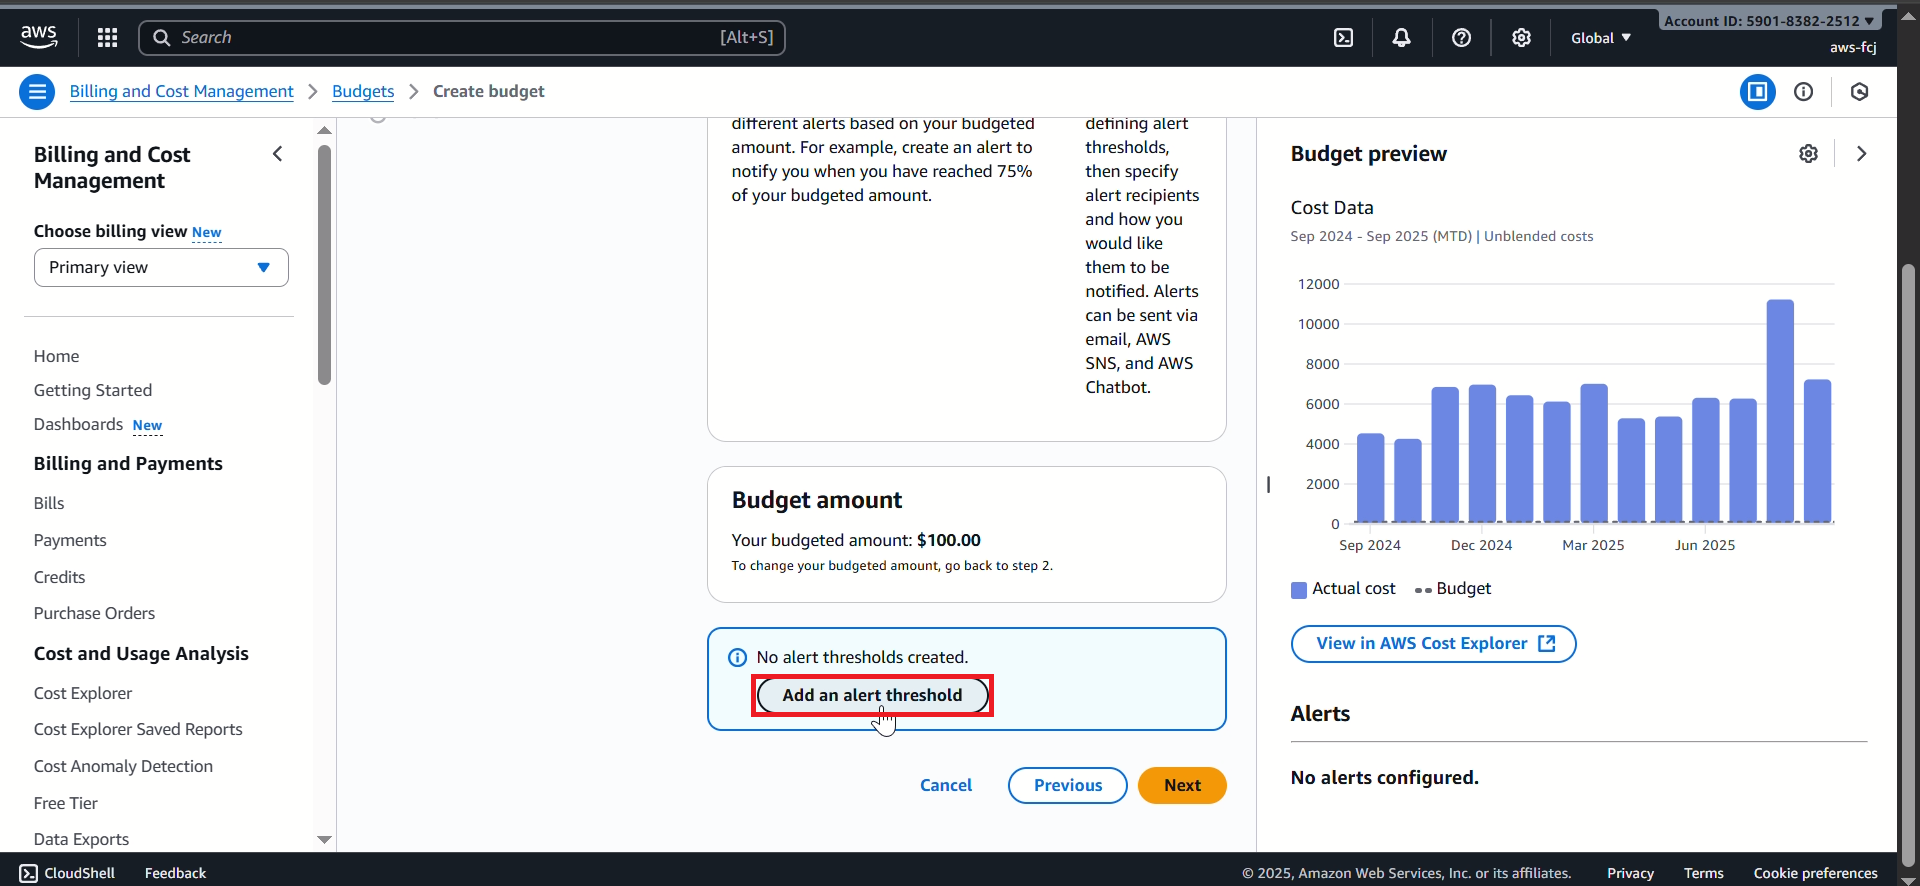 aws
Search
[Alt+S]
Global
Account ID: 5901-8382-2512
aws-fcj
Billing and Cost Management
Budgets
Create budget
Billing and Cost
Management
Choose billing view New
Primary view
Home
Getting Started
Dashboards New
Billing and Payments
Bills
Payments
Credits
Purchase Orders
Cost and Usage Analysis
Cost Explorer
Cost Explorer Saved Reports
Cost Anomaly Detection
Free Tier
Data Exports
different alerts based on your budgeted
amount. For example, create an alert to
notify you when you have reached 75%
of your budgeted amount.
defining alert
thresholds,
then specify
alert recipients
and how you
would like
them to be
notified. Alerts
can be sent via
email, AWS
SNS, and AWS
Chatbot.
Budget amount
Your budgeted amount: $100.00
To change your budgeted amount, go back to step 2.
No alert thresholds created.
Add an alert threshold
Cancel
Previous
Next
Budget preview
Cost Data
Sep 2024 - Sep 2025 (MTD) | Unblended costs
12000
10000
8000
6000
4000
2000
0
Sep 2024
Dec 2024
Mar 2025
Jun 2025
Actual cost
Budget
View in AWS Cost Explorer
Alerts
No alerts configured.
CloudShell
Feedback
© 2025, Amazon Web Services, Inc. or its affiliates.
Privacy
Terms
Cookie preferences